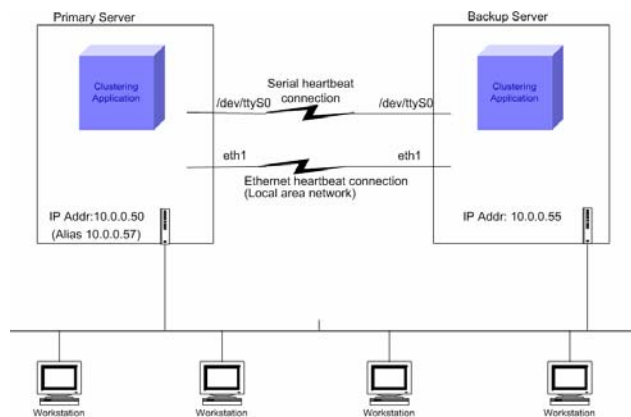 Primary Server
Backup Server
Clustering
Application
Serial heartbeat
connection
Clustering
Application
/dev/ttyS0
/dev/ttyS0
eth1
eth1
Ethernet heartbeat connection
(Local area network)
IP Addr:10.0.0.50
(Alias 10.0.0.57)
IP Addr: 10.0.0.55
Workstation
Workstation
Workstation
Workstation